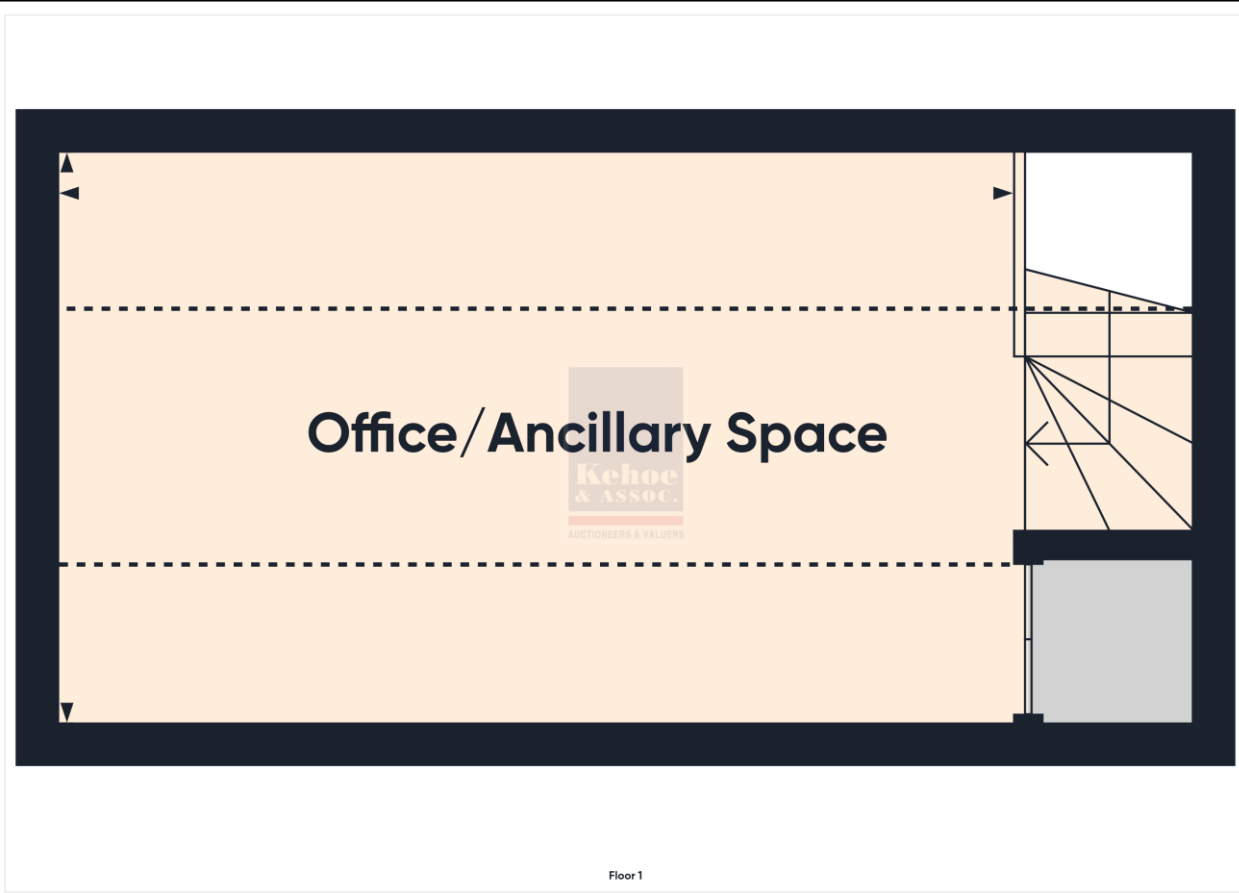 Office/Ancillary Space
Kehoe
& ASSOC.
AUCTIONEERS & VALUERS
Floor 1